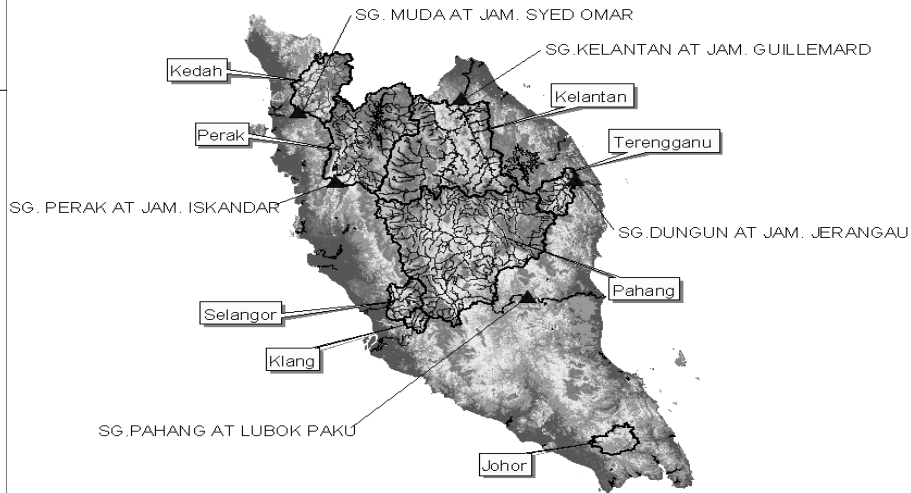 SG. MUDA AT JAM. SYED OMAR
SG.KELANTAN AT JAM. GUILLEMARD
Kedah
Kelantan
Perak
Terengganu
SG. PERAK AT JAM. ISKANDAR
SG.DUNGUN AT JAM. JERANGAU
Pahang
Selangor
Klang
SG.PAHANG AT LUBOK PAKU
Johor